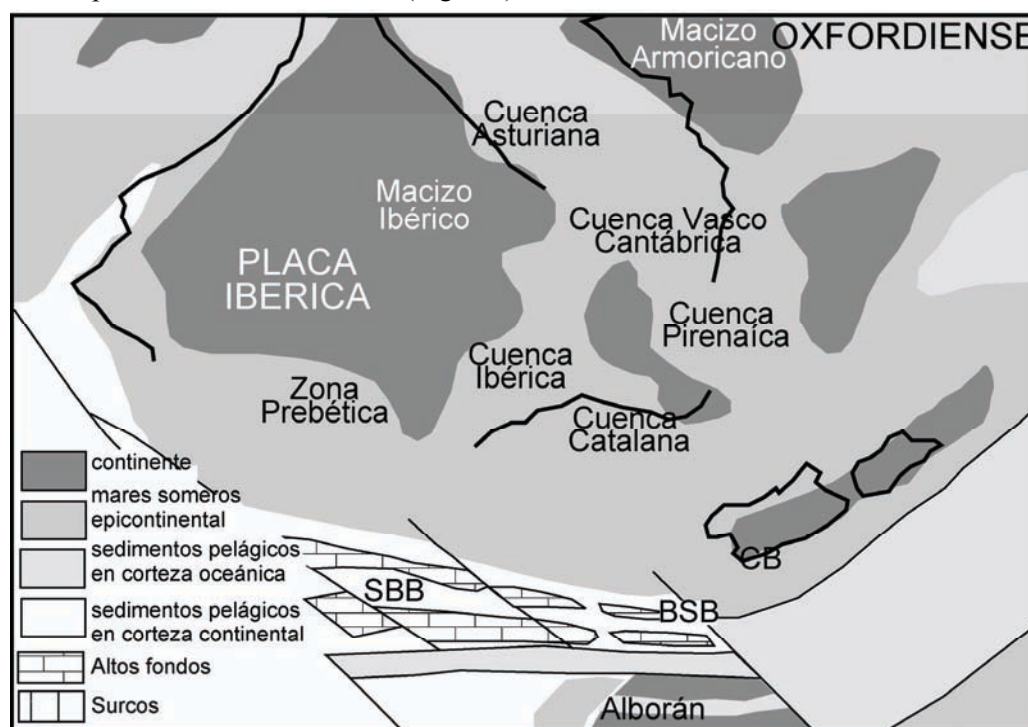 Macizo
Armoricano
OXFORDIENSE
Cuenca
Asturiana
Macizo
Ibérico
Cuenca Vasco
Cantábrica
PLACA
IBERICA
Cuenca
Pirenaíca
Cuenca
Ibérica
Zona
Prebética
Cuenca
Catalana
continente
mares someros
epicontinental
sedimentos pelágicos
en corteza oceánica
sedimentos pelágicos
en corteza continental
Altos fondos
Surcos
CB
SBB
BSB
Alborán